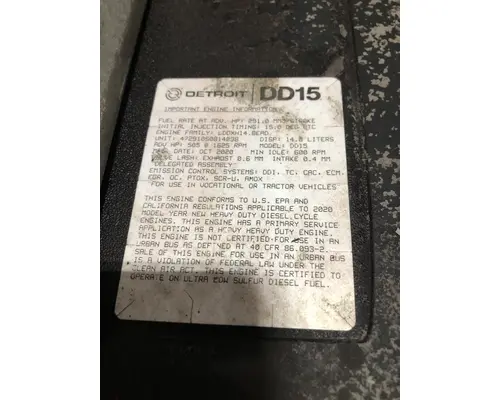 DETROIT DD15
IMPORTANT ENGINE INFORMATION
FUEL RATE AT ADV. HP: 251.0 MM3/STROKE
INITIAL INJECTION TIMING: 15.0 DEG BTC
ENGINE FAMILY: LDDXH14.8EAD DISP: 14.8 LITERS
UNIT: MODEL: DD15
ADV HP: 505 @ 1625 RPM
MFG. DATE: OCT 2020 MIN IDLE: 600 RPM
VALVE LASH: EXHAUST 0.6 MM INTAKE 0.4 MM
DELEGATED ASSEMBLY
EMISSION CONTROL SYSTEMS: DDI, TC, CAC, ECM,
EGR, OC, PTOX, SCR-U, AMOX
FOR USE IN VOCATIONAL OR TRACTOR VEHICLES
THIS ENGINE CONFORMS TO U.S. EPA AND
CALIFORNIA REGULATIONS APPLICABLE TO 2020
MODEL YEAR NEW HEAVY DUTY DIESEL CYCLE
ENGINES. THIS ENGINE HAS A PRIMARY SERVICE
APPLICATION AS A HEAVY HEAVY DUTY ENGINE.
THIS ENGINE IS NOT CERTIFIED FOR USE IN AN
URBAN BUS AS DEFINED AT 40 CFR 86.093-2.
SALE OF THIS ENGINE FOR USE IN AN URBAN BUS
IS A VIOLATION OF FEDERAL LAW UNDER THE
CLEAN AIR ACT. THIS ENGINE IS CERTIFIED TO
OPERATE ON ULTRA LOW SULFUR DIESEL FUEL.